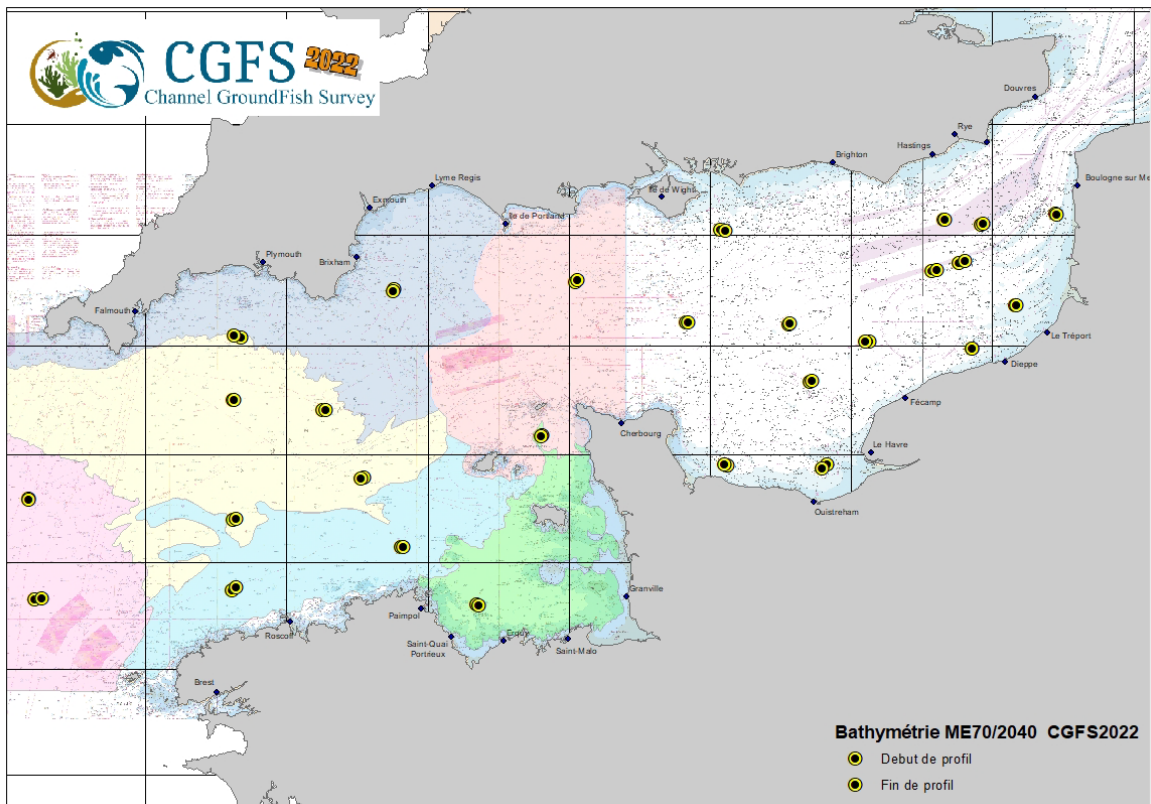 CGFS 2022
Channel GroundFish Survey
Douvres
Rye
Hastings
Brighton
Boulogne sur Me
Lyme Regis
Ile de Wight
Exmouth
Ile de Portland
Plymouth
Brixham
Falmouth
Le Tréport
Dieppe
Fécamp
Cherbourg
Le Havre
Ouistreham
Granville
Paimpol
Roscoff
Saint-Quai
Portrieux
Erquy
Saint-Malo
Brest
Bathymétrie ME70/2040 CGFS2022
Debut de profil
Fin de profil